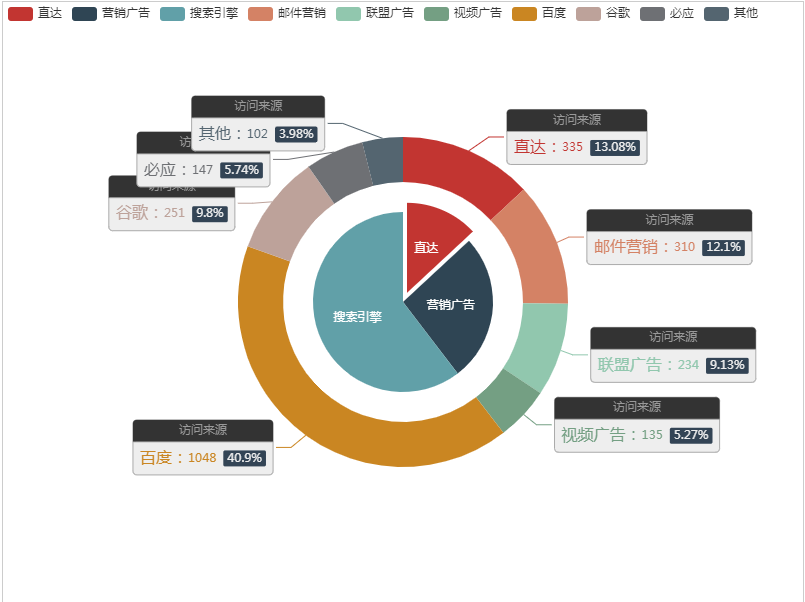 直达 营销广告 搜索引擎 邮件营销 联盟广告 视频广告 百度 谷歌 必应 其他
访问来源
其他：102 3.98%
访
必应：147 5.74%
访问来源
谷歌：251 9.8%
访问来源
直达：335 13.08%
访问来源
邮件营销：310 12.1%
直达
营销广告
搜索引擎
访问来源
联盟广告：234 9.13%
访问来源
视频广告：135 5.27%
访问来源
百度：1048 40.9%